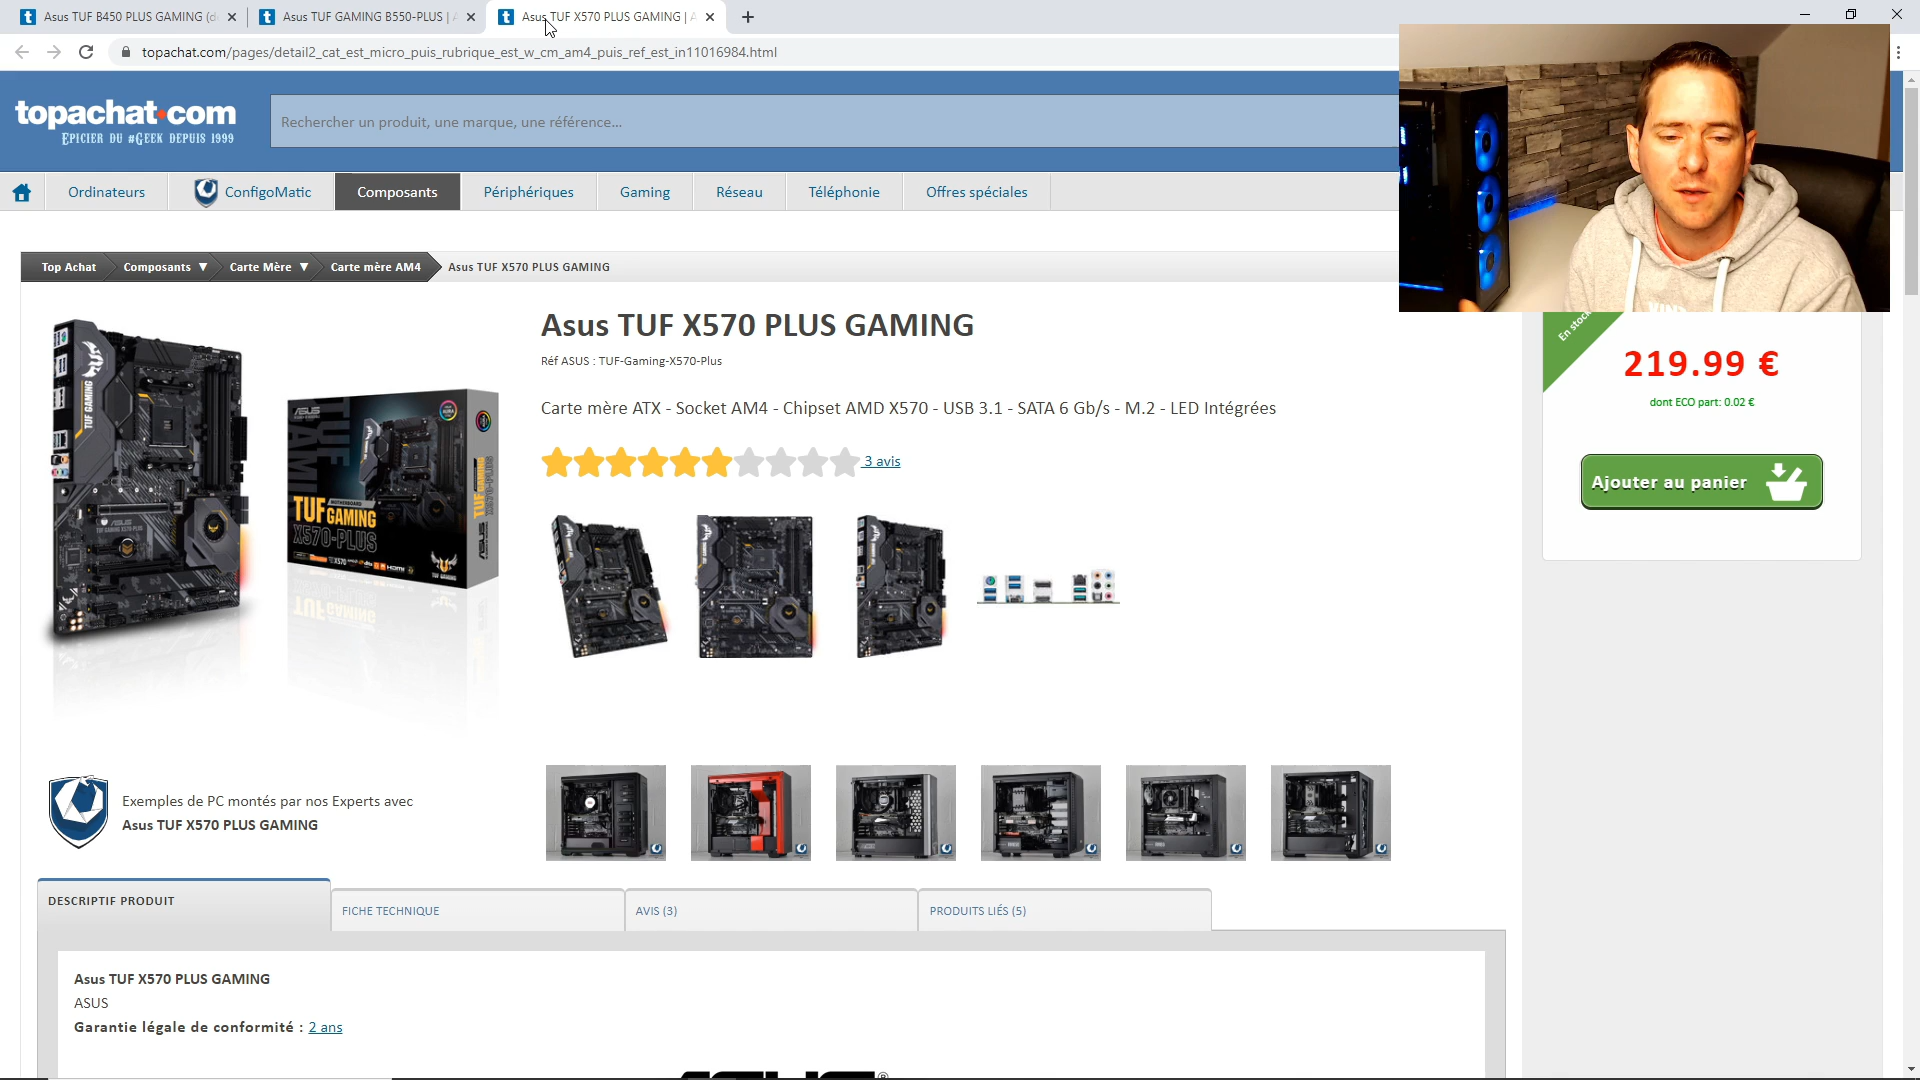 Asus TUF B450 PLUS GAMING (d
Asus TUF GAMING B550-PLUS | A
Asus TUF X570 PLUS GAMING | A
topachat.com/pages/detail2_cat_est_micro_puis_rubrique_est_w_cm_am4_puis_ref_est_in11016984.html
topachat.com
EPICIER DU #GEEK DEPUIS 1999
Rechercher un produit, une marque, une référence...
Ordinateurs
ConfigoMatic
Composants
Périphériques
Gaming
Réseau
Téléphonie
Offres spéciales
Top Achat
Composants ▼
Carte Mère ▼
Carte mère AM4
Asus TUF X570 PLUS GAMING
Asus TUF X570 PLUS GAMING
Réf ASUS : TUF-Gaming-X570-Plus
Carte mère ATX - Socket AM4 - Chipset AMD X570 - USB 3.1 - SATA 6 Gb/s - M.2 - LED Intégrées
3 avis
En stock
219.99 €
dont ECO part: 0.02 €
Ajouter au panier
TUF GAMING
ASUS
TUF GAMING
X570-PLUS
Exemples de PC montés par nos Experts avec
Asus TUF X570 PLUS GAMING
DESCRIPTIF PRODUIT
FICHE TECHNIQUE
AVIS (3)
PRODUITS LIÉS (5)
Asus TUF X570 PLUS GAMING
ASUS
Garantie légale de conformité : 2 ans